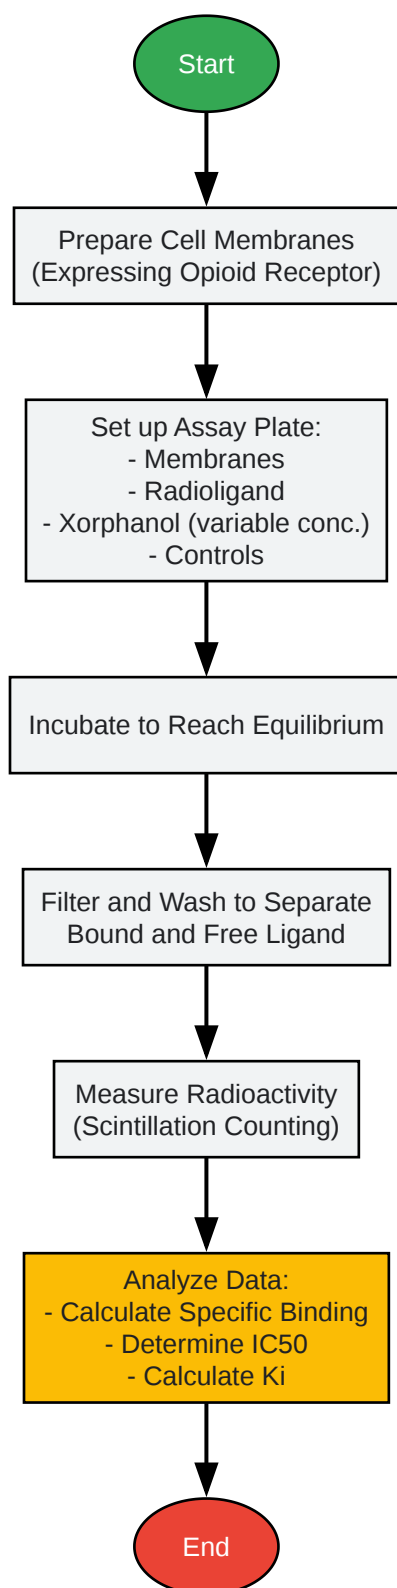 Start
Prepare Cell Membranes
(Expressing Opioid Receptor)
Set up Assay Plate:
- Membranes
- Radioligand
- Xorphanol (variable conc.)
- Controls
Incubate to Reach Equilibrium
Filter and Wash to Separate
Bound and Free Ligand
Measure Radioactivity
(Scintillation Counting)
Analyze Data:
- Calculate Specific Binding
- Determine IC50
- Calculate Ki
End